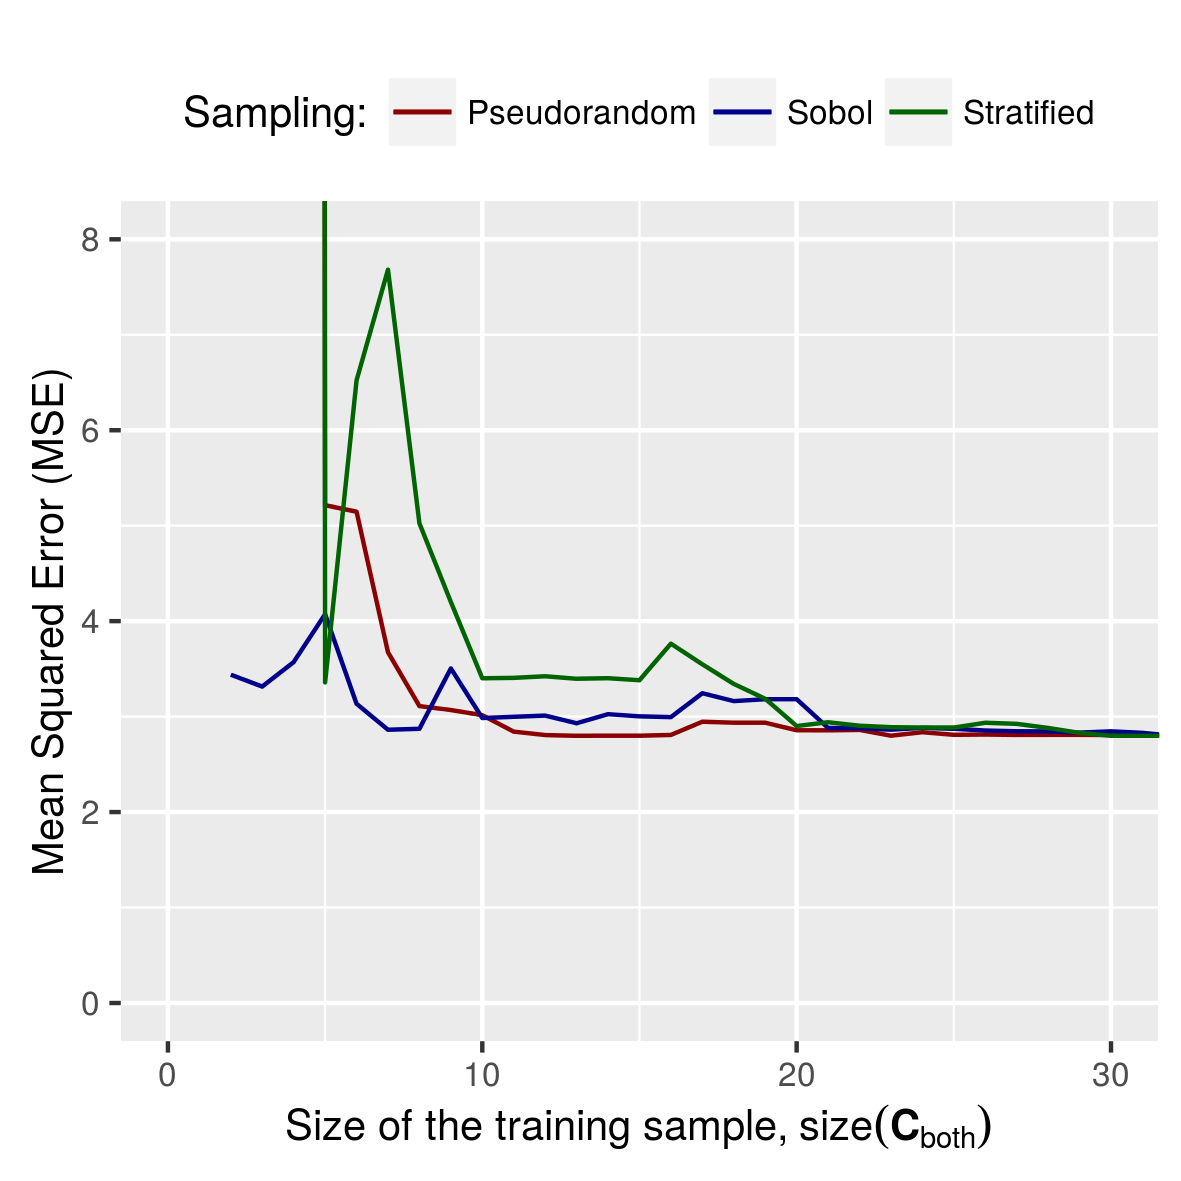 Sampling: Pseudorandom Sobol Stratified
8
6
4
2
0
Mean Squared Error (MSE)
0 10 20 30
Size of the training sample, size(C_both)